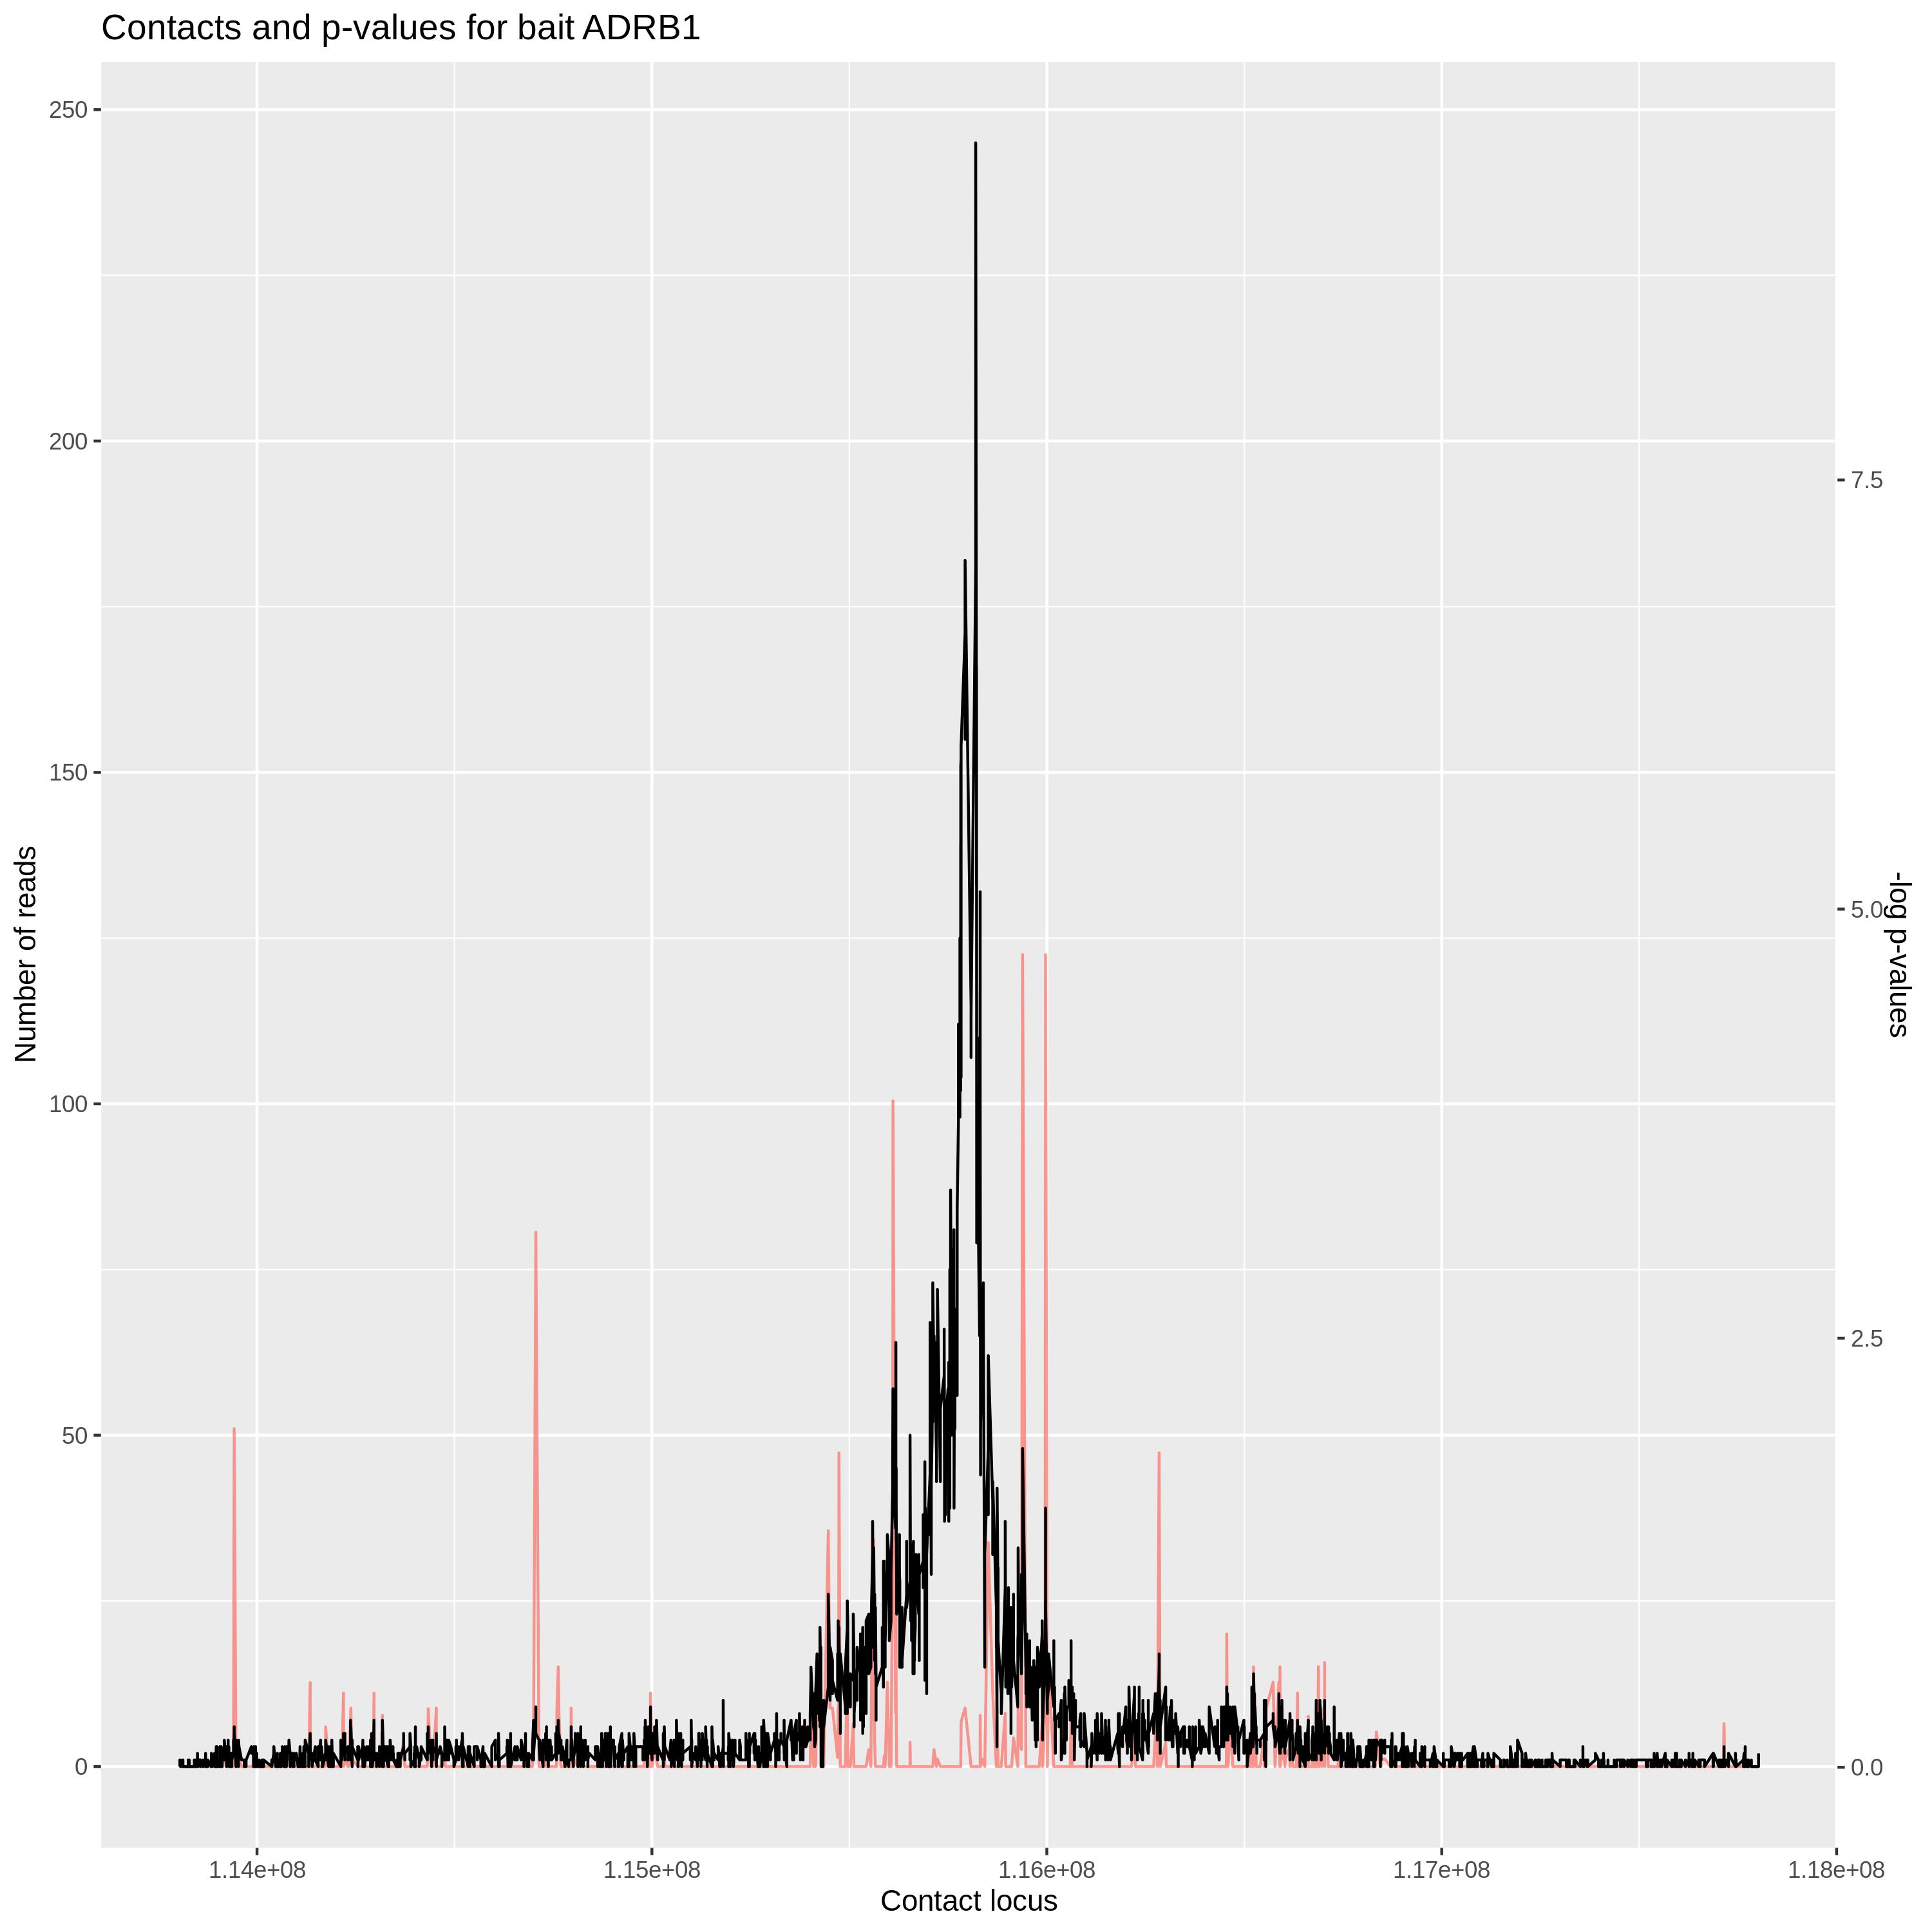 Contacts and p-values for bait ADRB1
250
200
150
100
50
0
Number of reads
7.5
5.0
2.5
0.0
-log p-values
1.14e+08
1.15e+08
1.16e+08
1.17e+08
1.18e+08
Contact locus